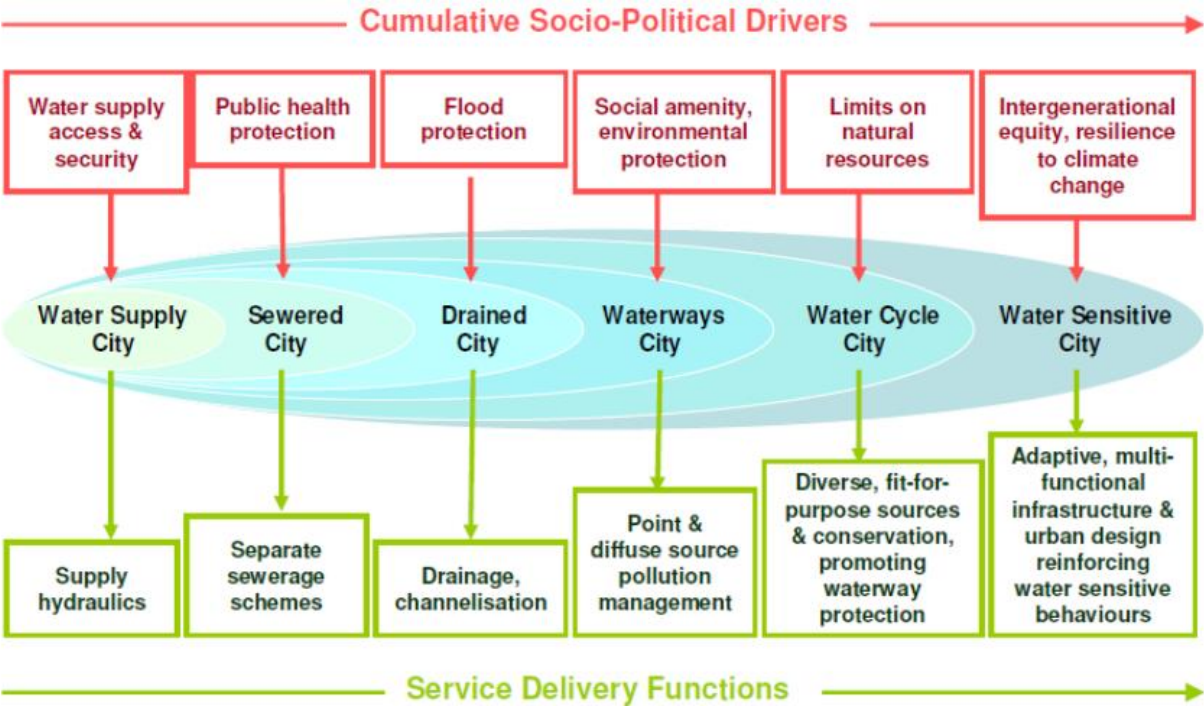 Cumulative Socio-Political Drivers
Water supply
access &
security
Public health
protection
Flood
protection
Social amenity,
environmental
protection
Limits on
natural
resources
Intergenerational
equity, resilience
to climate
change
Water Supply
City
Sewered
City
Drained
City
Waterways
City
Water Cycle
City
Water Sensitive
City
Supply
hydraulics
Separate
sewerage
schemes
Drainage,
channelisation
Point &
diffuse source
pollution
management
Diverse, fit-for-
purpose sources
& conservation,
promoting
waterway
protection
Adaptive, multi-
functional
infrastructure &
urban design
reinforcing
water sensitive
behaviours
Service Delivery Functions